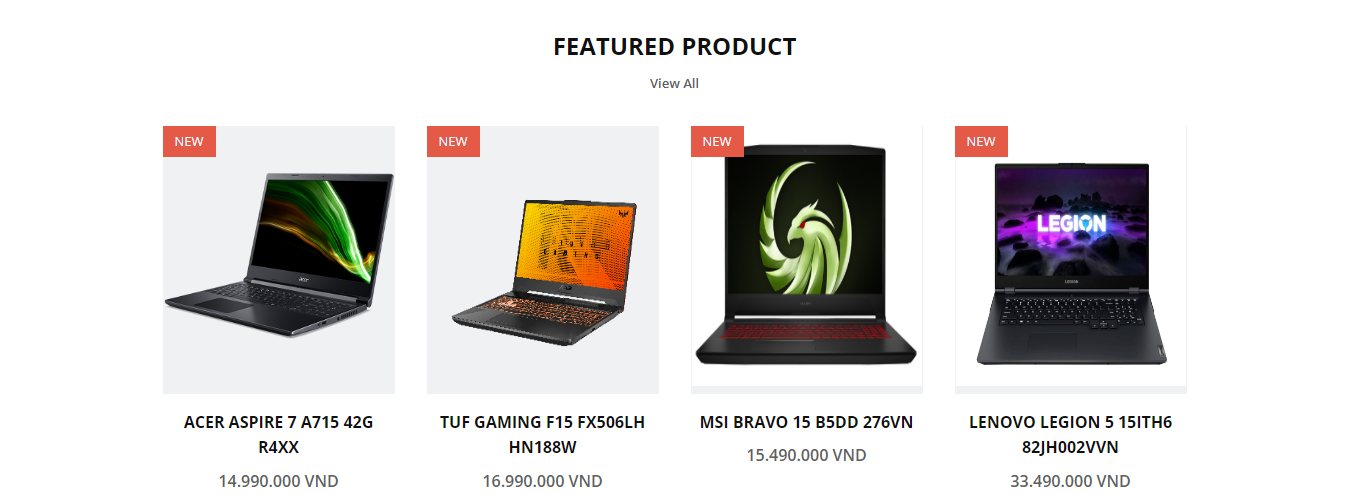 FEATURED PRODUCT
View All
NEW
NEW
NEW
NEW
acer
LEGION
LEGION
ACER ASPIRE 7 A715 42G
R4XX
14.990.000 VND
TUF GAMING F15 FX506LH
HN188W
16.990.000 VND
MSI BRAVO 15 B5DD 276VN
15.490.000 VND
LENOVO LEGION 5 15ITH6
82JH002VVN
33.490.000 VND